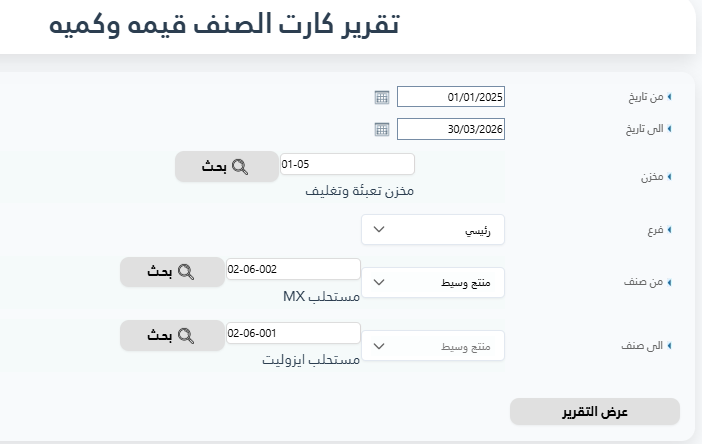 تقرير كارت الصنف قيمه وكميه
من تاريخ 01/01/2025
الى تاريخ 30/03/2026
مخزن 01-05 بحث
مخزن تعبئة وتغليف
فرع رئيسي
من صنف منتج وسيط 02-06-002 بحث
مستحلب MX
الى صنف منتج وسيط 02-06-001 بحث
مستحلب ايزوليت
عرض التقرير